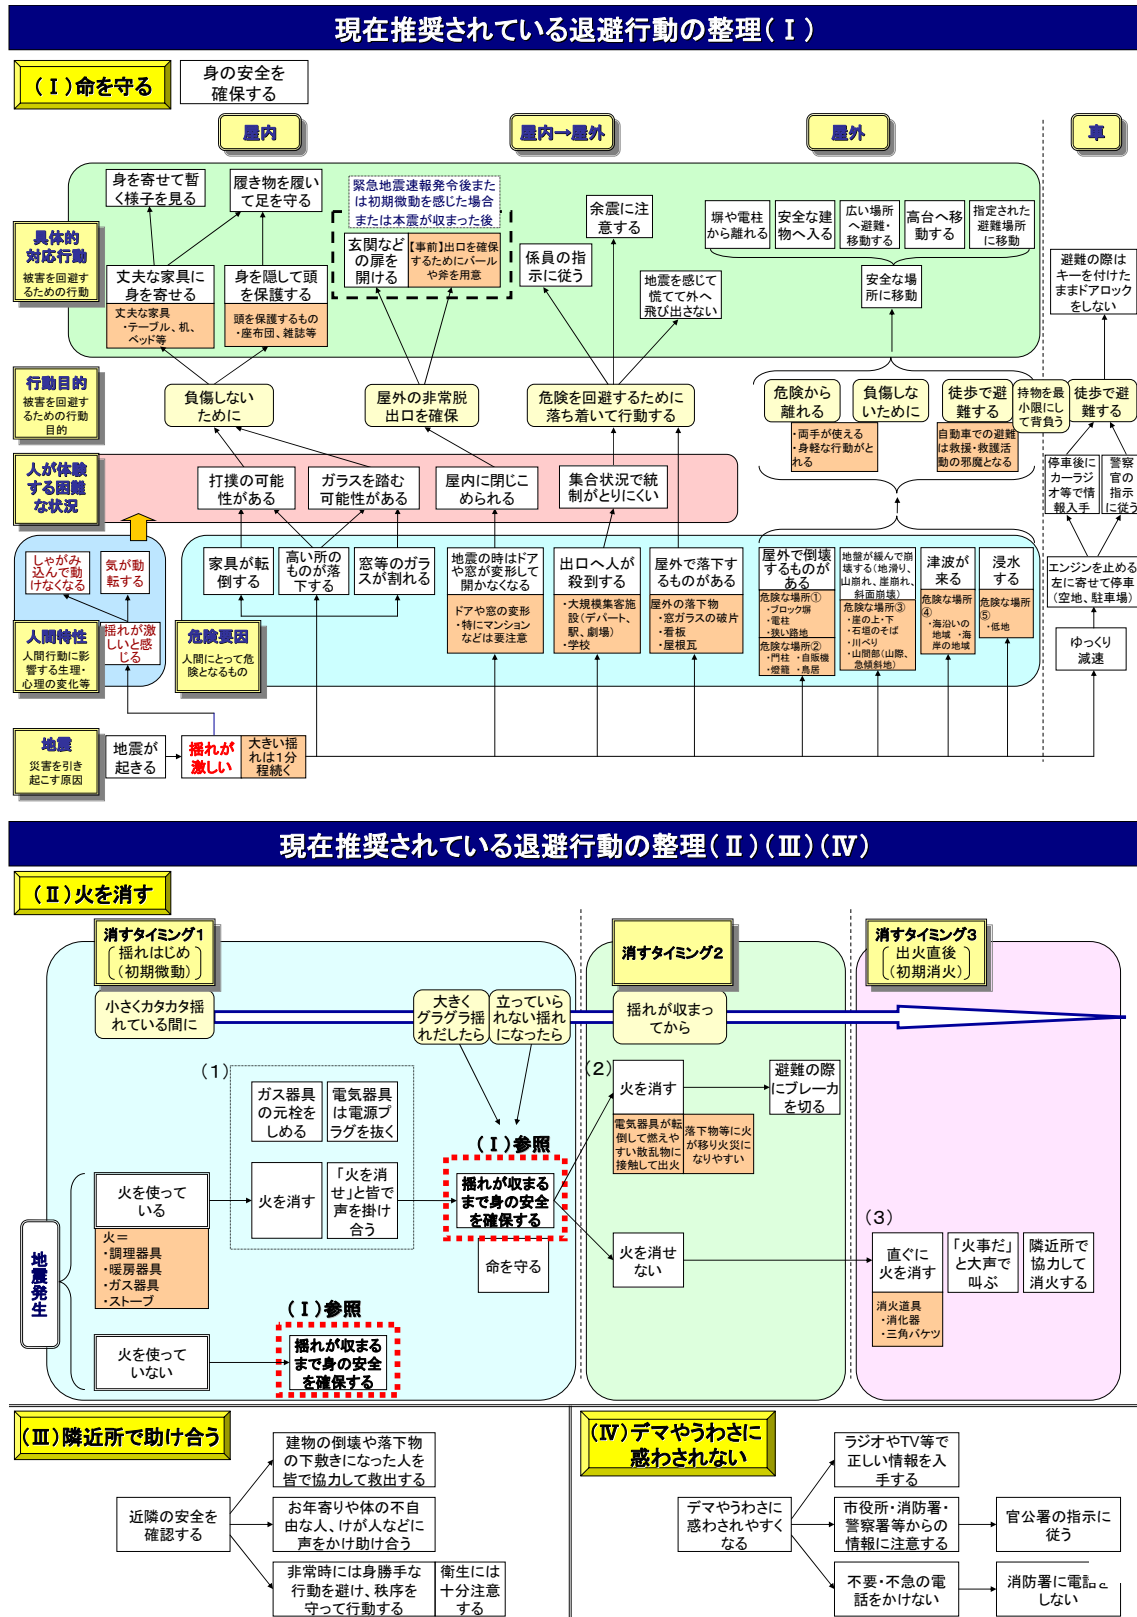 現在推奨されている退避行動の整理(Ⅰ)
(Ⅰ)命を守る
身の安全を
確保する
屋内
屋内→屋外
屋外
車
具体的
対応行動
被害を回避す
るための行動
身を寄せて暫
く様子を見る
履き物を履い
て足を守る
丈夫な家具に
身を寄せる
丈夫な家具
・テーブル、机、
ベッド等
身を隠して頭
を保護する
頭を保護するもの
・座布団、雑誌等
緊急地震速報発令後また
は初期微動を感じた場合
または本震が収まった後
玄関など
の扉を
開ける
【事前】出口を確保
するためにバール
や斧を用意
係員の指
示に従う
余震に注
意する
地震を感じて
慌てて外へ
飛び出さない
塀や電柱
から離れる
安全な建
物へ入る
広い場所
へ避難・
移動する
高台へ移
動する
指定された
避難場所
に移動
安全な場
所に移動
避難の際は
キーを付けた
ままドアロック
をしない
行動目的
被害を回避す
るための行動
目的
負傷しない
ために
屋外の非常脱
出口を確保
危険を回避するために
落ち着いて行動する
危険から
離れる
負傷しな
いために
・両手が使える
・身軽な行動がと
れる
徒歩で避
難する
自動車での避難
は救援・救護活
動の邪魔となる
持物を最
小限にし
て背負う
徒歩で避
難する
人が体験
する困難
な状況
打撲の可能
性がある
ガラスを踏む
可能性がある
屋内に閉じこ
められる
集合状況で統
制がとりにくい
停車後に
カーラジ
オ等で情
報入手
警察
官の
指示
に従う
しゃがみ
込んで動
けなくなる
気が動
転する
揺れが激
しいと感
じる
人間特性
人間行動に影
響する生理・
心理の変化等
危険要因
人間にとって危
険となるもの
家具が転
倒する
高い所の
ものが落
下する
窓等のガラ
スが割れる
地震の時はドア
や窓が変形して
開かなくなる
ドアや窓の変形
・特にマンション
などは要注意
出口へ人が
殺到する
・大規模集客施
設(デパート、
駅、劇場)
・学校
屋外で落下す
るものがある
屋外の落下物
・窓ガラスの破片
・看板
・屋根瓦
屋外で倒壊
するものが
ある
危険な場所①
・ブロック塀
・電柱
・狭い路地
危険な場所②
・門柱 ・自販機
・燈籠 ・鳥居
地盤が緩んで崩
壊する(地滑り、
山崩れ、崖崩れ、
斜面崩壊)
危険な場所③
・崖の上・下
・石垣のそば
・川べり
・山間部(山際、
急傾斜地)
津波が
来る
危険な場所
④
・海沿いの
地域 ・海
岸の地域
浸水
する
危険な場所
⑤
・低地
エンジンを止める
左に寄せて停車
(空地、駐車場)
ゆっくり
減速
地震
災害を引き
起こす原因
地震が
起きる
揺れが
激しい
大きい揺
れは1分
程続く
現在推奨されている退避行動の整理(Ⅱ)(Ⅲ)(Ⅳ)
(Ⅱ)火を消す
消すタイミング1
揺れはじめ
(初期微動)
消すタイミング2
消すタイミング3
出火直後
(初期消火)
小さくカタカタ揺
れている間に
大きく
グラグラ揺
れだしたら
立っていら
れない揺れ
になったら
揺れが収まっ
てから
(1)
ガス器具
の元栓を
しめる
電気器具
は電源プ
ラグを抜く
火を消す
「火を消
せ」と皆で
声を掛け
合う
(Ⅰ)参照
揺れが収まる
まで身の安全
を確保する
命を守る
(2)
火を消す
電気器具が転
倒して燃えや
すい散乱物に
接触して出火
落下物等に火
が移り火災に
なりやすい
避難の際
にブレーカ
を切る
火を消せ
ない
(3)
直ぐに
火を消す
消火道具
・消化器
・三角バケツ
「火事だ」
と大声で
叫ぶ
隣近所で
協力して
消火する
地震発生
火を使って
いる
火=
・調理器具
・暖房器具
・ガス器具
・ストーブ
火を使って
いない
(Ⅰ)参照
揺れが収まる
まで身の安全
を確保する
(Ⅲ)隣近所で助け合う
近隣の安全を
確認する
建物の倒壊や落下物
の下敷きになった人を
皆で協力して救出する
お年寄りや体の不自
由な人、けが人などに
声をかけ助け合う
非常時には身勝手な
行動を避け、秩序を
守って行動する
衛生には
十分注意
する
(Ⅳ)デマやうわさに
惑わされない
デマやうわさに
惑わされやすく
なる
ラジオやTV等で
正しい情報を入
手する
市役所・消防署・
警察署等からの
情報に注意する
官公署の指示に
従う
不要・不急の電
話をかけない
消防署に電話を
しない